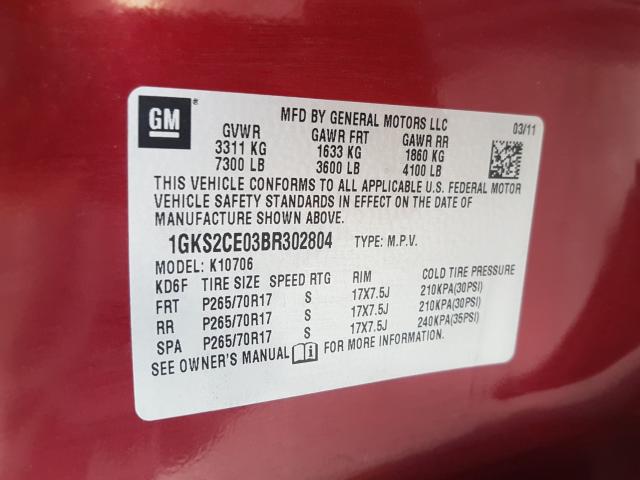 GM
MFD BY GENERAL MOTORS LLC 03/11
GVWR GAWR FRT GAWR RR
3311 KG 1633 KG 1860 KG
7300 LB 3600 LB 4100 LB
THIS VEHICLE CONFORMS TO ALL APPLICABLE U.S. FEDERAL MOTOR
VEHICLE SAFETY STANDARDS IN EFFECT ON THE DATE OF
MANUFACTURE SHOWN ABOVE.
1GKS2CE03BR302804 TYPE: M.P.V.
MODEL: K10706
KD6F TIRE SIZE SPEED RTG RIM COLD TIRE PRESSURE
FRT P265/70R17 S 17X7.5J 210KPA(30PSI)
RR P265/70R17 S 17X7.5J 210KPA(30PSI)
SPA P265/70R17 S 17X7.5J 240KPA(35PSI)
SEE OWNER'S MANUAL i FOR MORE INFORMATION.